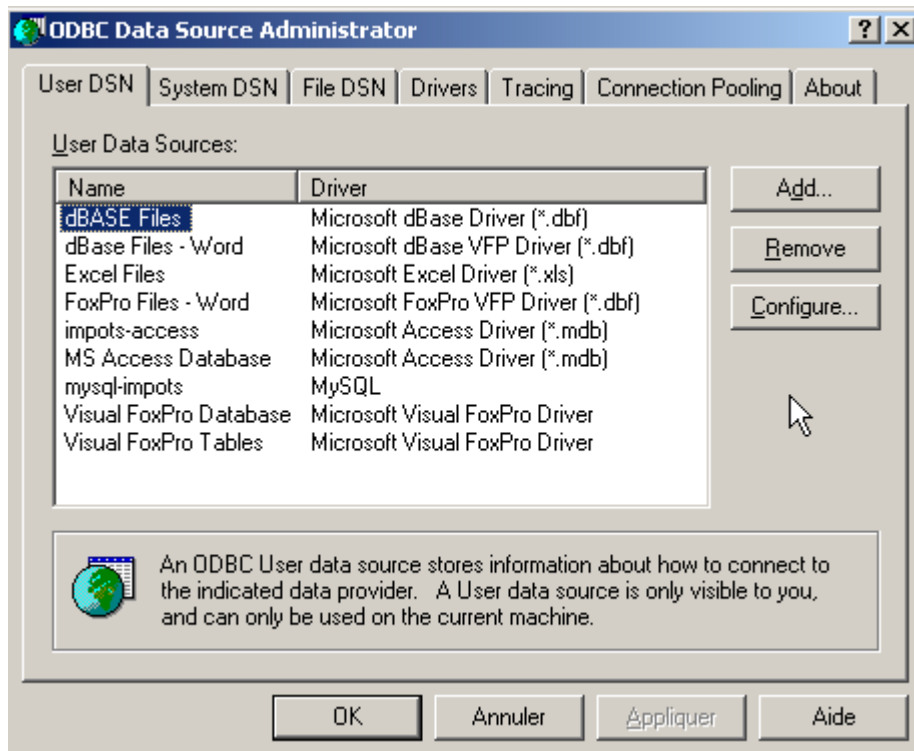 ODBC Data Source Administrator
User DSN System DSN File DSN Drivers Tracing Connection Pooling About
User Data Sources:
Name Driver
dBASE Files Microsoft dBase Driver (*.dbf)
dBase Files - Word Microsoft dBase VFP Driver (*.dbf)
Excel Files Microsoft Excel Driver (*.xls)
FoxPro Files - Word Microsoft FoxPro VFP Driver (*.dbf)
impots-access Microsoft Access Driver (*.mdb)
MS Access Database Microsoft Access Driver (*.mdb)
mysql-impots MySQL
Visual FoxPro Database Microsoft Visual FoxPro Driver
Visual FoxPro Tables Microsoft Visual FoxPro Driver
Add...
Remove
Configure...
An ODBC User data source stores information about how to connect to
the indicated data provider. A User data source is only visible to you,
and can only be used on the current machine.
OK Annuler Appliquer Aide